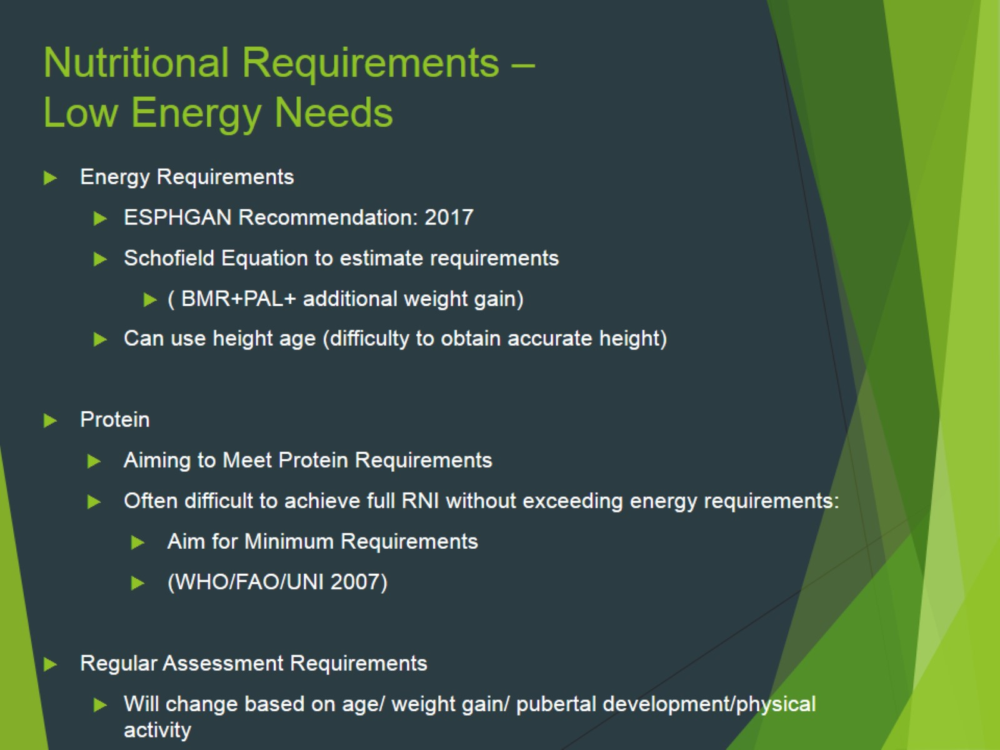 Nutritional Requirements –
Low Energy Needs
Energy Requirements
ESPHGAN Recommendation: 2017
Schofield Equation to estimate requirements
( BMR+PAL+ additional weight gain)
Can use height age (difficulty to obtain accurate height)
Protein
Aiming to Meet Protein Requirements
Often difficult to achieve full RNI without exceeding energy requirements:
Aim for Minimum Requirements
(WHO/FAO/UNI 2007)
Regular Assessment Requirements
Will change based on age/ weight gain/ pubertal development/physical
activity